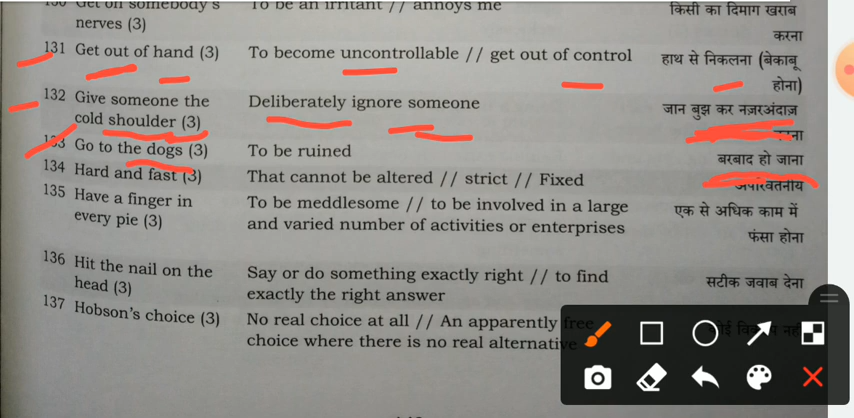 130 Get on somebody's To be an irritant // annoys me किसी का दिमाग खराब
nerves (3) करना
131 Get out of hand (3) To become uncontrollable // get out of control हाथ से निकलना (बेकाबू
होना)
132 Give someone the Deliberately ignore someone जान बुझ कर नज़रअंदाज़
cold shoulder (3)
133 Go to the dogs (3) To be ruined बरबाद हो जाना
134 Hard and fast (3) That cannot be altered // strict // Fixed
135 Have a finger in To be meddlesome // to be involved in a large एक से अधिक काम में
every pie (3) and varied number of activities or enterprises फंसा होना
136 Hit the nail on the Say or do something exactly right // to find सटीक जवाब देना
head (3) exactly the right answer
137 Hobson's choice (3) No real choice at all // An apparently free
choice where there is no real alternative